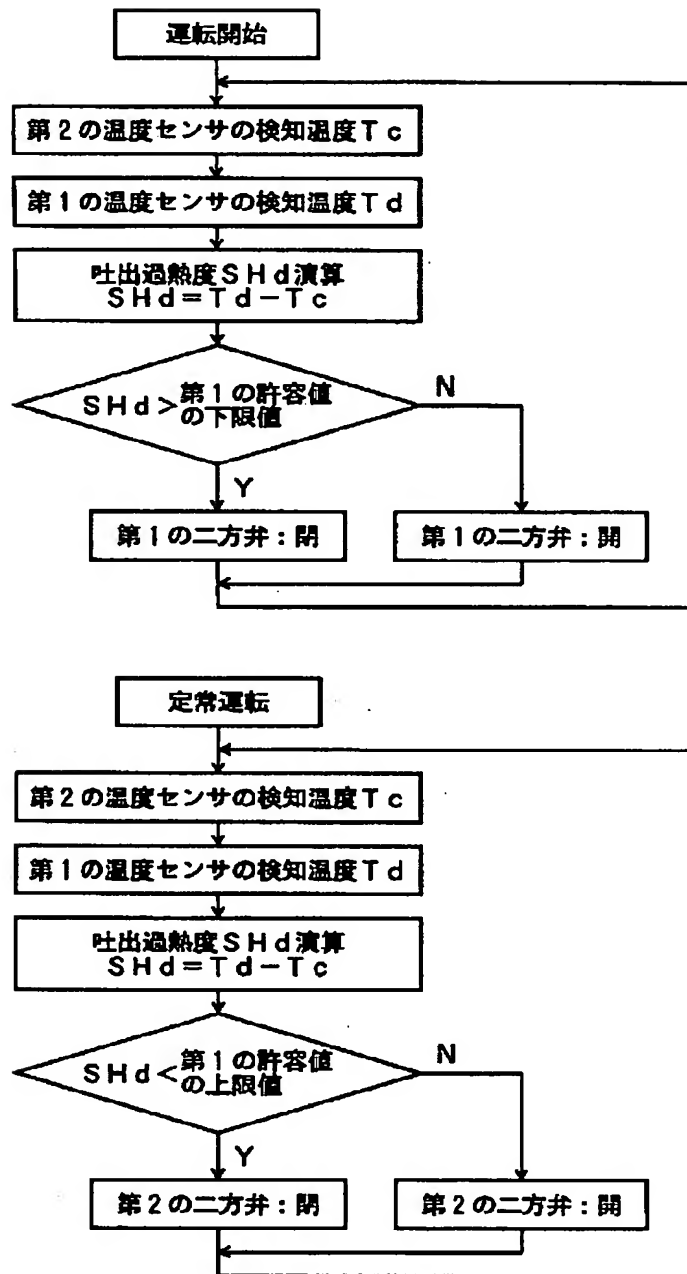 運転開始
第2の温度センサの検知温度Tc
第1の温度センサの検知温度Td
吐出過熱度SHd演算
SHd=Td-Tc
SHd>第1の許容値
の下限値
N
Y
第1の二方弁:閉
第1の二方弁:開
定常運転
第2の温度センサの検知温度Tc
第1の温度センサの検知温度Td
吐出過熱度SHd演算
SHd=Td-Tc
SHd<第1の許容値
の上限値
N
Y
第2の二方弁:閉
第2の二方弁:開